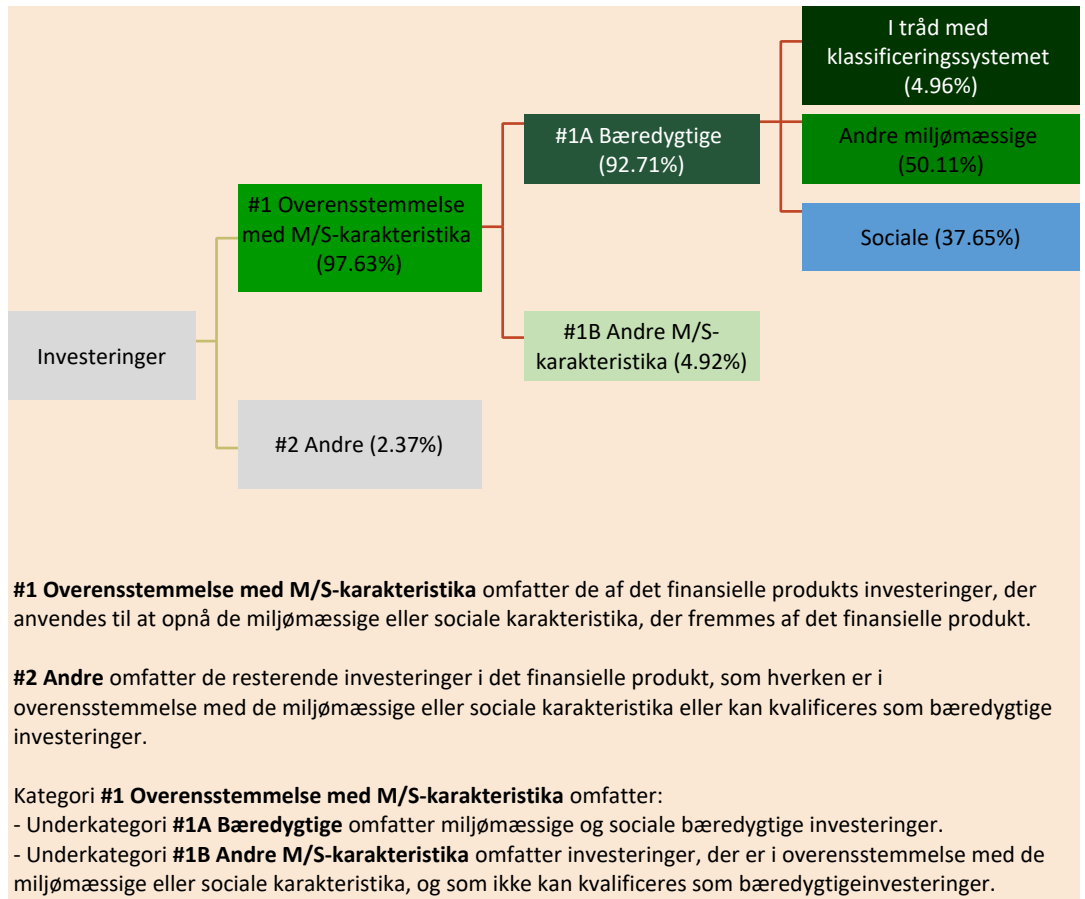 I tråd med
klassificeringssystemet
(4.96%)
#1A Bæredygtige
(92.71%)
Andre miljømæssige
(50.11%)
#1 Overensstemmelse
med M/S-karakteristika
(97.63%)
Sociale (37.65%)
Investeringer
#1B Andre M/S-
karakteristika (4.92%)
#2 Andre (2.37%)
#1 Overensstemmelse med M/S-karakteristika omfatter de af det finansielle produkts investeringer, der
anvendes til at opnå de miljømæssige eller sociale karakteristika, der fremmes af det finansielle produkt.
#2 Andre omfatter de resterende investeringer i det finansielle produkt, som hverken er i
overensstemmelse med de miljømæssige eller sociale karakteristika eller kan kvalificeres som bæredygtige
investeringer.
Kategori #1 Overensstemmelse med M/S-karakteristika omfatter:
- Underkategori #1A Bæredygtige omfatter miljømæssige og sociale bæredygtige investeringer.
- Underkategori #1B Andre M/S-karakteristika omfatter investeringer, der er i overensstemmelse med de
miljømæssige eller sociale karakteristika, og som ikke kan kvalificeres som bæredygtigeinvesteringer.